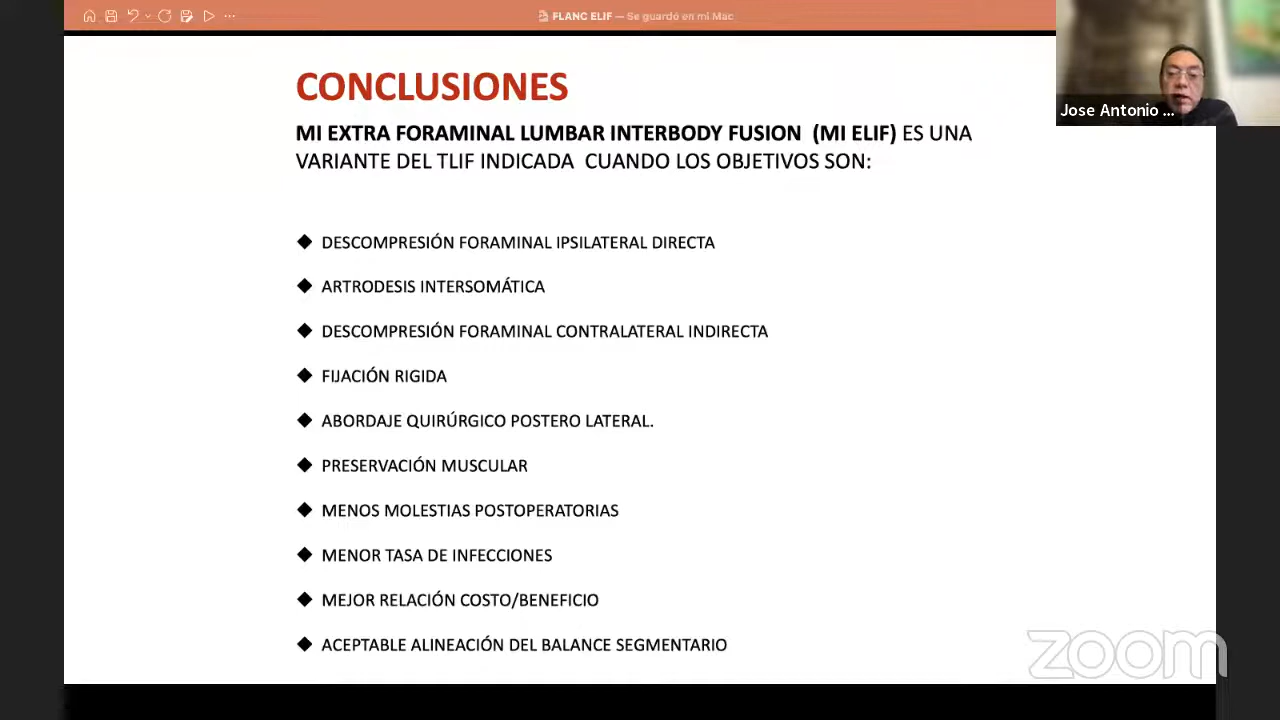 FLANC ELIF — Se guardó en mi Mac
Jose Antonio ...
CONCLUSIONES
MI EXTRA FORAMINAL LUMBAR INTERBODY FUSION (MI ELIF) ES UNA
VARIANTE DEL TLIF INDICADA CUANDO LOS OBJETIVOS SON:
DESCOMPRESIÓN FORAMINAL IPSILATERAL DIRECTA
ARTRODESIS INTERSOMÁTICA
DESCOMPRESIÓN FORAMINAL CONTRALATERAL INDIRECTA
FIJACIÓN RIGIDA
ABORDAJE QUIRÚRGICO POSTERO LATERAL.
PRESERVACIÓN MUSCULAR
MENOS MOLESTIAS POSTOPERATORIAS
MENOR TASA DE INFECCIONES
MEJOR RELACIÓN COSTO/BENEFICIO
ACEPTABLE ALINEACIÓN DEL BALANCE SEGMENTARIO
zoom